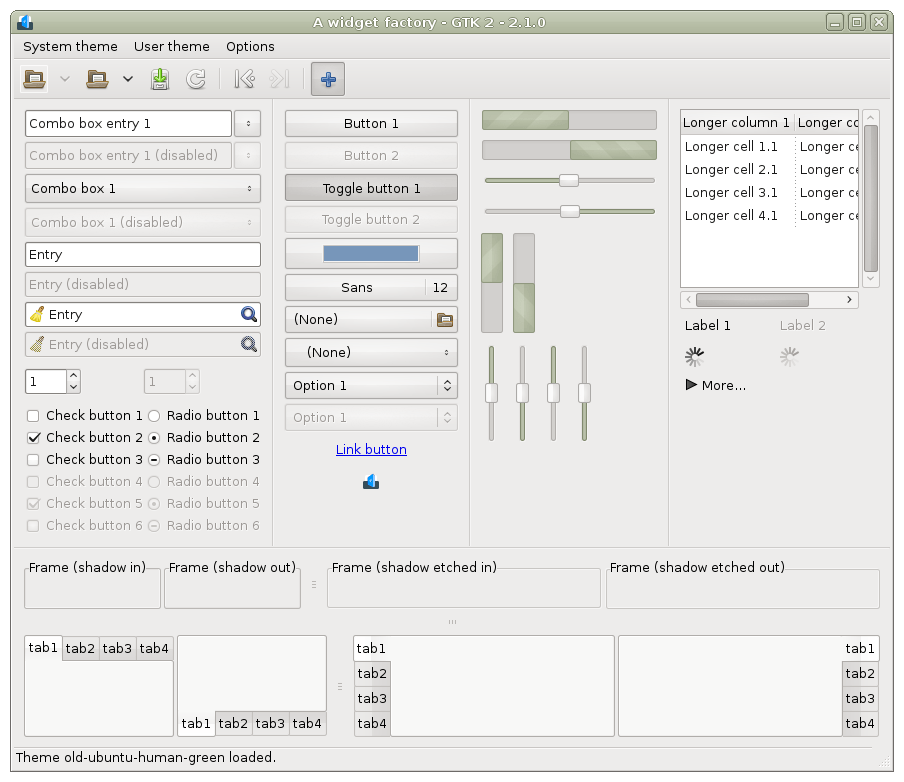 A widget factory - GTK 2 - 2.1.0
System theme User theme Options
Combo box entry 1
Combo box entry 1 (disabled)
Combo box 1
Combo box 1 (disabled)
Entry
Entry (disabled)
Entry
Entry (disabled)
1 1
Check button 1 Radio button 1
Check button 2 Radio button 2
Check button 3 Radio button 3
Check button 4 Radio button 4
Check button 5 Radio button 5
Check button 6 Radio button 6
Button 1
Button 2
Toggle button 1
Toggle button 2
Sans 12
(None)
(None)
Option 1
Option 1
Link button
Longer column 1 Longer co
Longer cell 1.1 Longer ce
Longer cell 2.1 Longer ce
Longer cell 3.1 Longer ce
Longer cell 4.1 Longer ce
Label 1 Label 2
More...
Frame (shadow in) Frame (shadow out) Frame (shadow etched in) Frame (shadow etched out)
tab1 tab2 tab3 tab4
tab1 tab2 tab3 tab4
tab1
tab2
tab3
tab4
tab1
tab2
tab3
tab4
Theme old-ubuntu-human-green loaded.